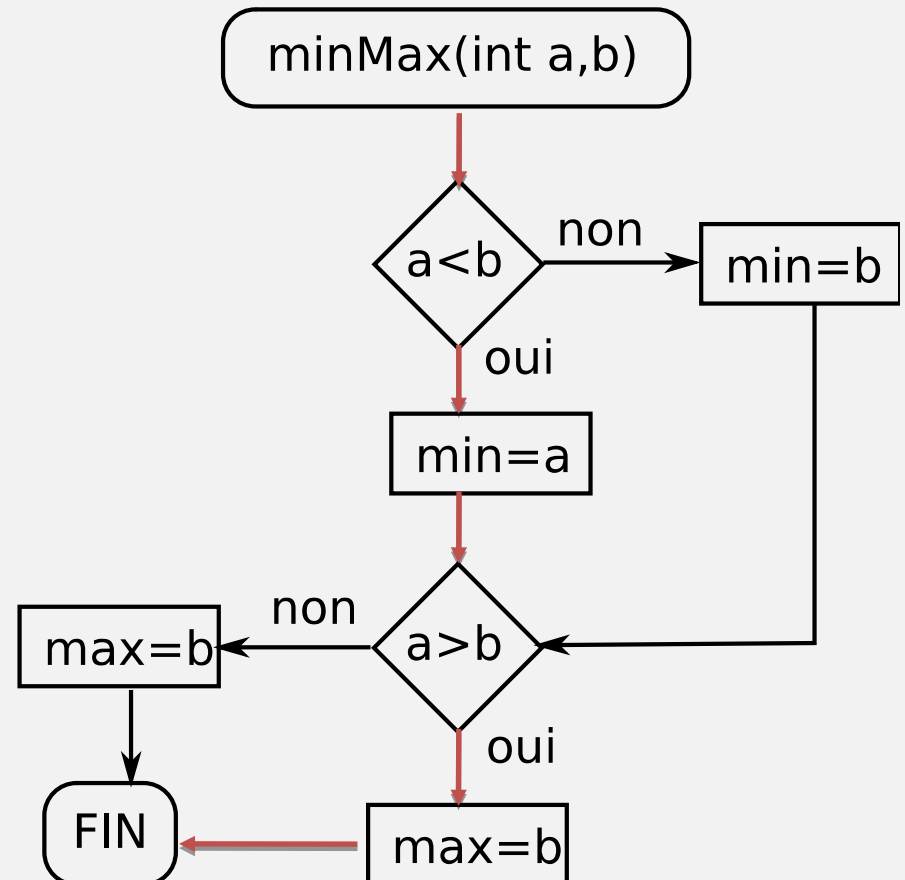 minMax(int a,b)
non
a<b
min=b
oui
min=a
non
a>b
max=b
oui
FIN
max=b